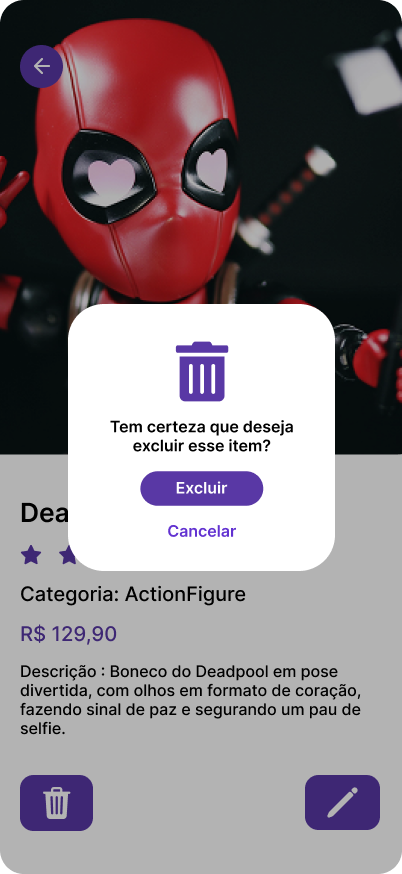 Tem certeza que deseja
excluir esse item?
Excluir
Cancelar
Categoria: ActionFigure
R$ 129,90
Descrição : Boneco do Deadpool em pose
divertida, com olhos em formato de coração,
fazendo sinal de paz e segurando um pau de
selfie.